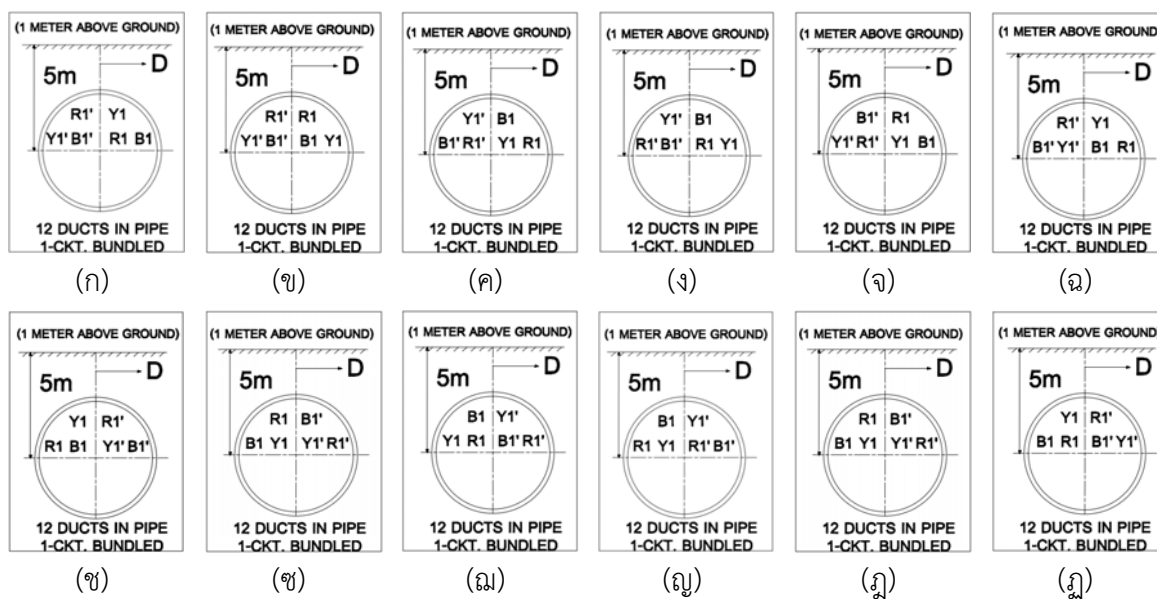 (1 METER ABOVE GROUND) (1 METER ABOVE GROUND) (1 METER ABOVE GROUND) (1 METER ABOVE GROUND) (1 METER ABOVE GROUND) (1 METER ABOVE GROUND)
5m D 5m D 5m D 5m D 5m D 5m D
R1' Y1 R1' R1 Y1' B1 Y1' B1 B1' R1 R1' Y1
Y1' B1' R1 B1 Y1' B1' B1 Y1 B1' R1' Y1 R1 R1' B1' R1 Y1 Y1' R1' Y1 B1 B1' Y1' B1 R1
12 DUCTS IN PIPE 12 DUCTS IN PIPE 12 DUCTS IN PIPE 12 DUCTS IN PIPE 12 DUCTS IN PIPE 12 DUCTS IN PIPE
1-CKT. BUNDLED 1-CKT. BUNDLED 1-CKT. BUNDLED 1-CKT. BUNDLED 1-CKT. BUNDLED 1-CKT. BUNDLED
(ก) (ข) (ค) (ง) (จ) (ฉ)
(1 METER ABOVE GROUND) (1 METER ABOVE GROUND) (1 METER ABOVE GROUND) (1 METER ABOVE GROUND) (1 METER ABOVE GROUND) (1 METER ABOVE GROUND)
5m D 5m D 5m D 5m D 5m D 5m D
Y1 R1' R1 B1' B1 Y1' B1 Y1' R1 B1' Y1 R1'
R1 B1 Y1' B1' B1 Y1 Y1' R1' Y1 R1 B1' R1' R1 Y1 R1' B1' B1 Y1 Y1' R1' B1 R1 B1' Y1'
12 DUCTS IN PIPE 12 DUCTS IN PIPE 12 DUCTS IN PIPE 12 DUCTS IN PIPE 12 DUCTS IN PIPE 12 DUCTS IN PIPE
1-CKT. BUNDLED 1-CKT. BUNDLED 1-CKT. BUNDLED 1-CKT. BUNDLED 1-CKT. BUNDLED 1-CKT. BUNDLED
(ช) (ซ) (ฌ) (ญ) (ฎ) (ฏ)